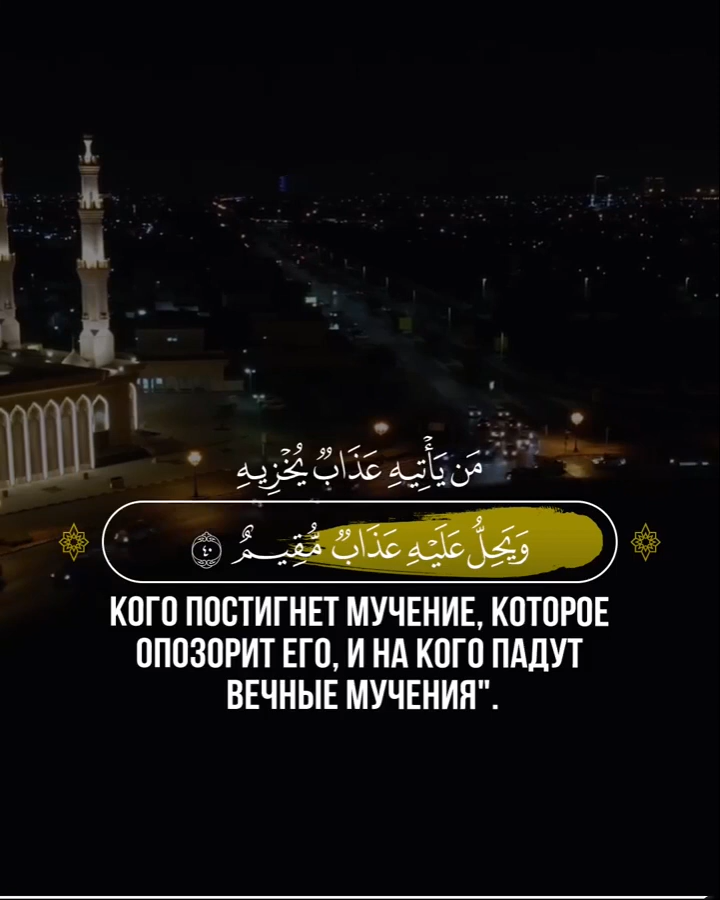 مَن يَأْتِيهِ عَذَابٌ يُخْزِيهِ
وَيَحِلُّ عَلَيْهِ عَذَابٌ مُّقِيمٌ ٤٠
КОГО ПОСТИГНЕТ МУЧЕНИЕ, КОТОРОЕ
ОПОЗОРИТ ЕГО, И НА КОГО ПАДУТ
ВЕЧНЫЕ МУЧЕНИЯ".